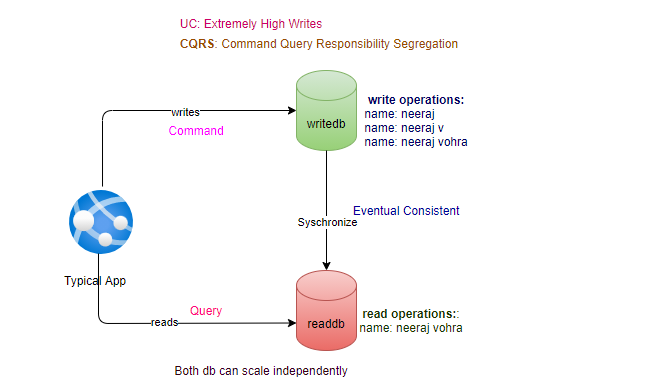 UC: Extremely High Writes
CQRS: Command Query Responsibility Segregation
writes
Command
writedb
write operations:
name: neeraj
name: neeraj v
name: neeraj vohra
Eventual Consistent
Syschronize
Typical App
Query
reads
readdb
read operations::
name: neeraj vohra
Both db can scale independently